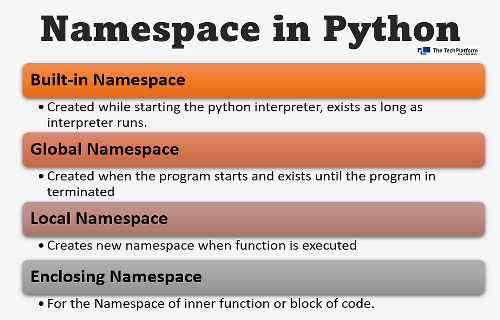 Namespace in Python
The TechPlatform
Built-in Namespace
• Created while starting the python interpreter, exists as long as
interpreter runs.
Global Namespace
• Created when the program starts and exists until the program in
terminated
Local Namespace
• Creates new namespace when function is executed
Enclosing Namespace
• For the Namespace of inner function or block of code.